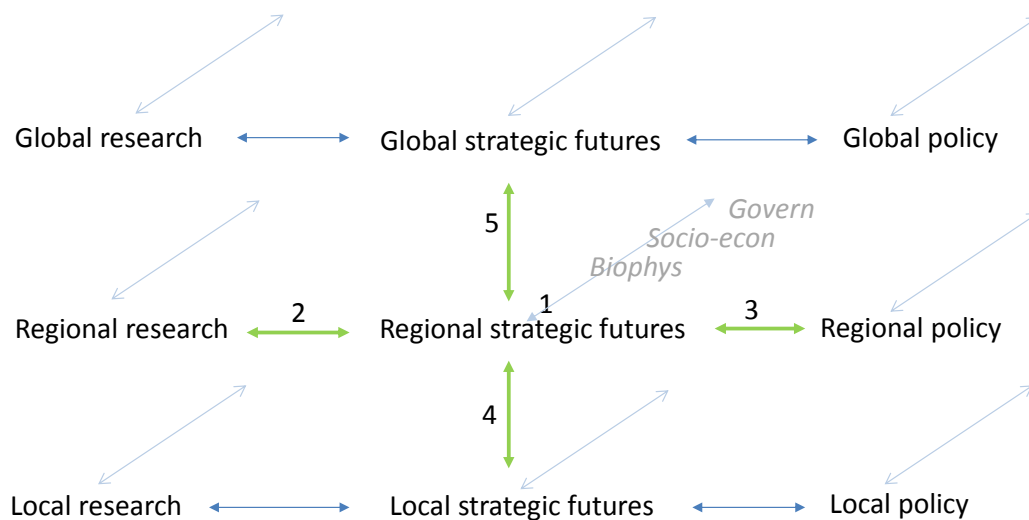 Global research
Global strategic futures
Global policy
5
Govern
Socio-econ
Biophys
1
2
3
Regional research
Regional strategic futures
Regional policy
4
Local research
Local strategic futures
Local policy